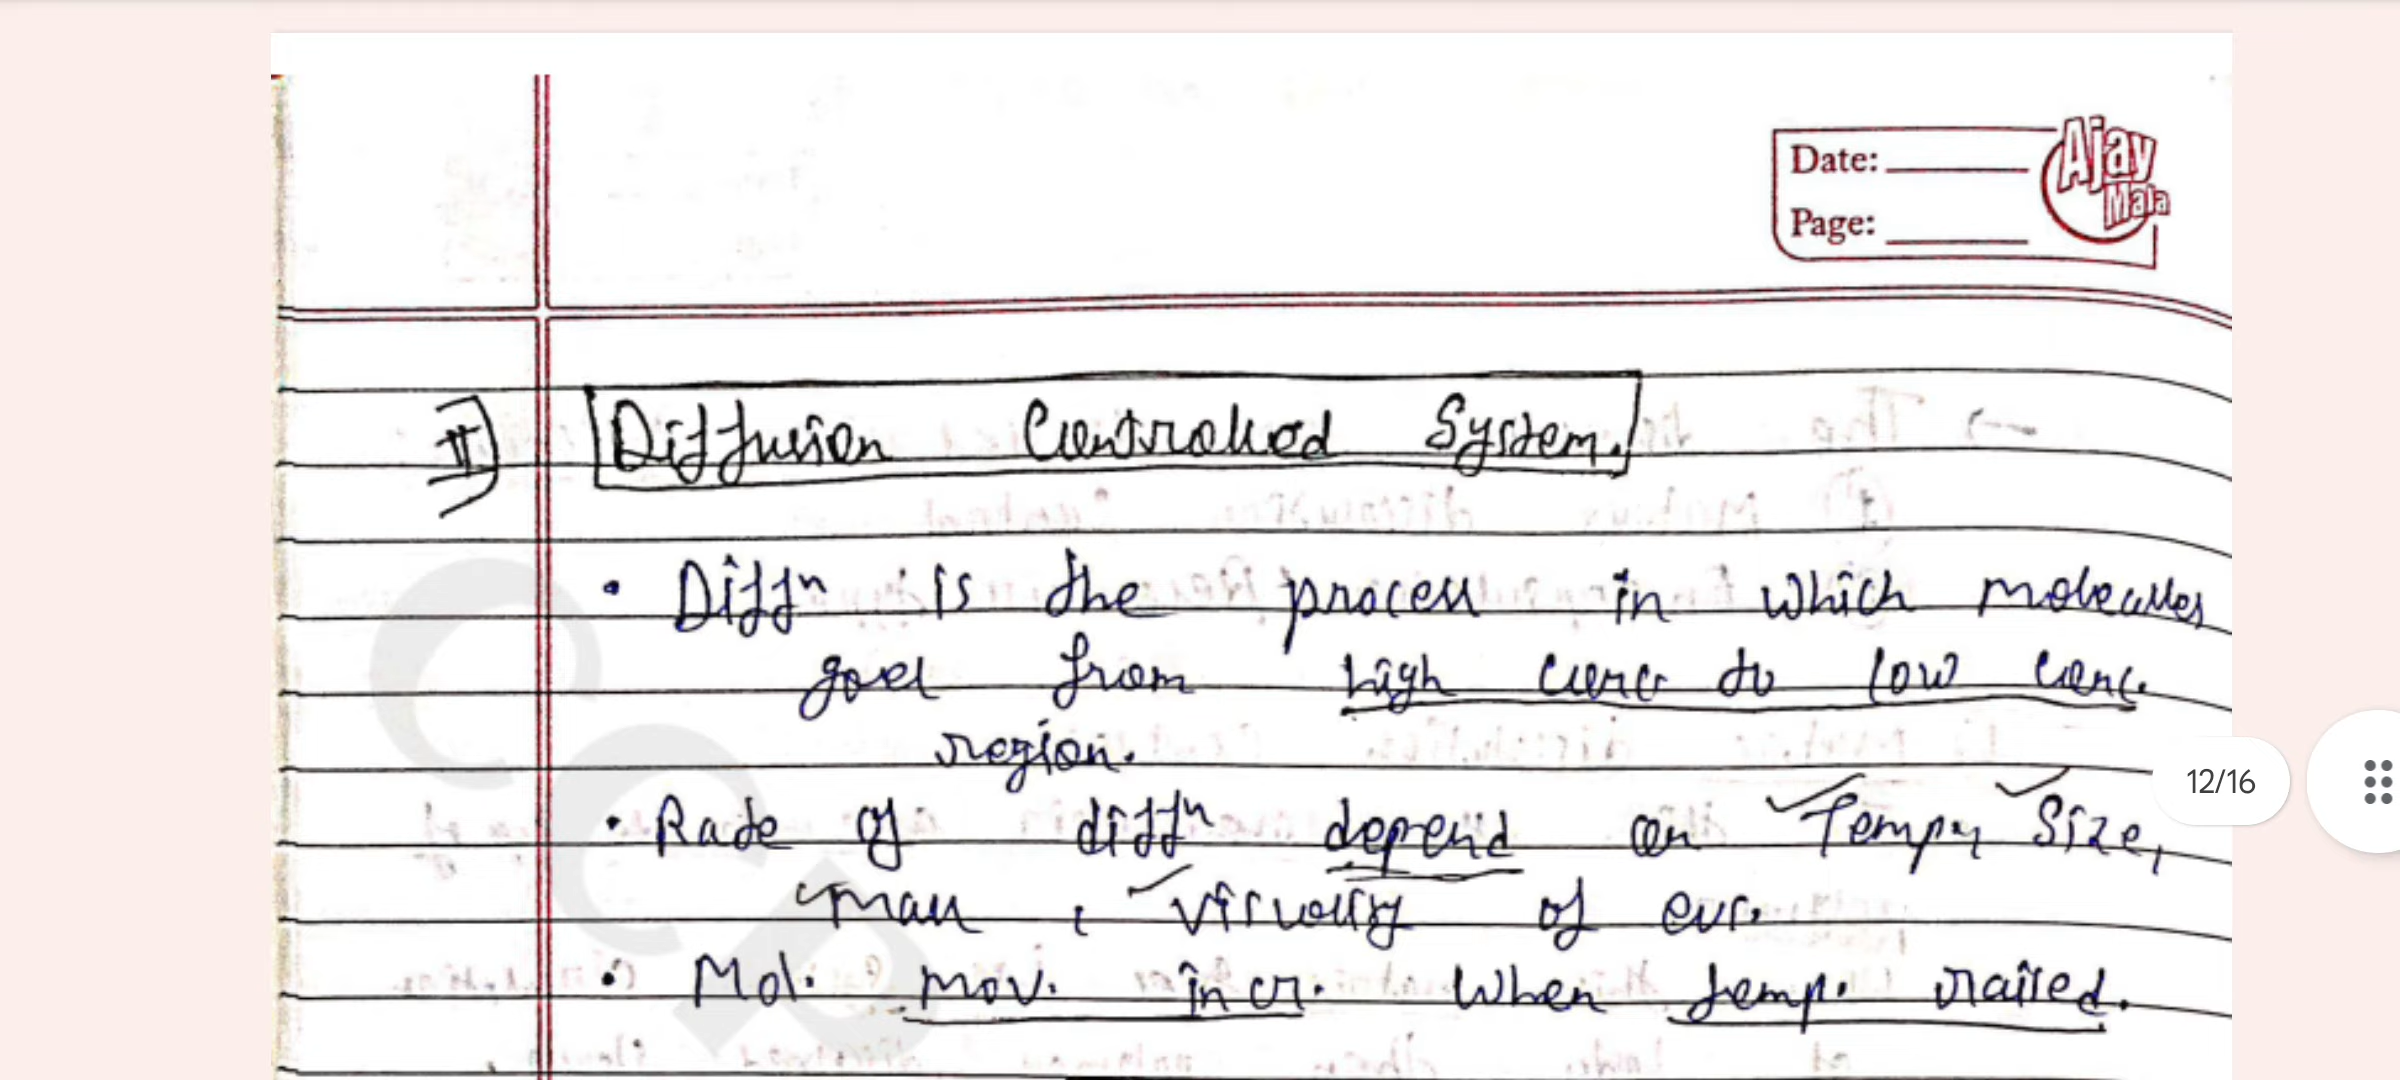 Date:
Page:
Ajay
Mala
II) Diffusion Controlled System.
• Diffn is the process in which molecules
goes from high conc to low conc.
region.
• Rate of diffn depend on Temp, Size,
mass, viscosity of evr.
• Mol. mov. incr. when temp. raised.
12/16
CCP